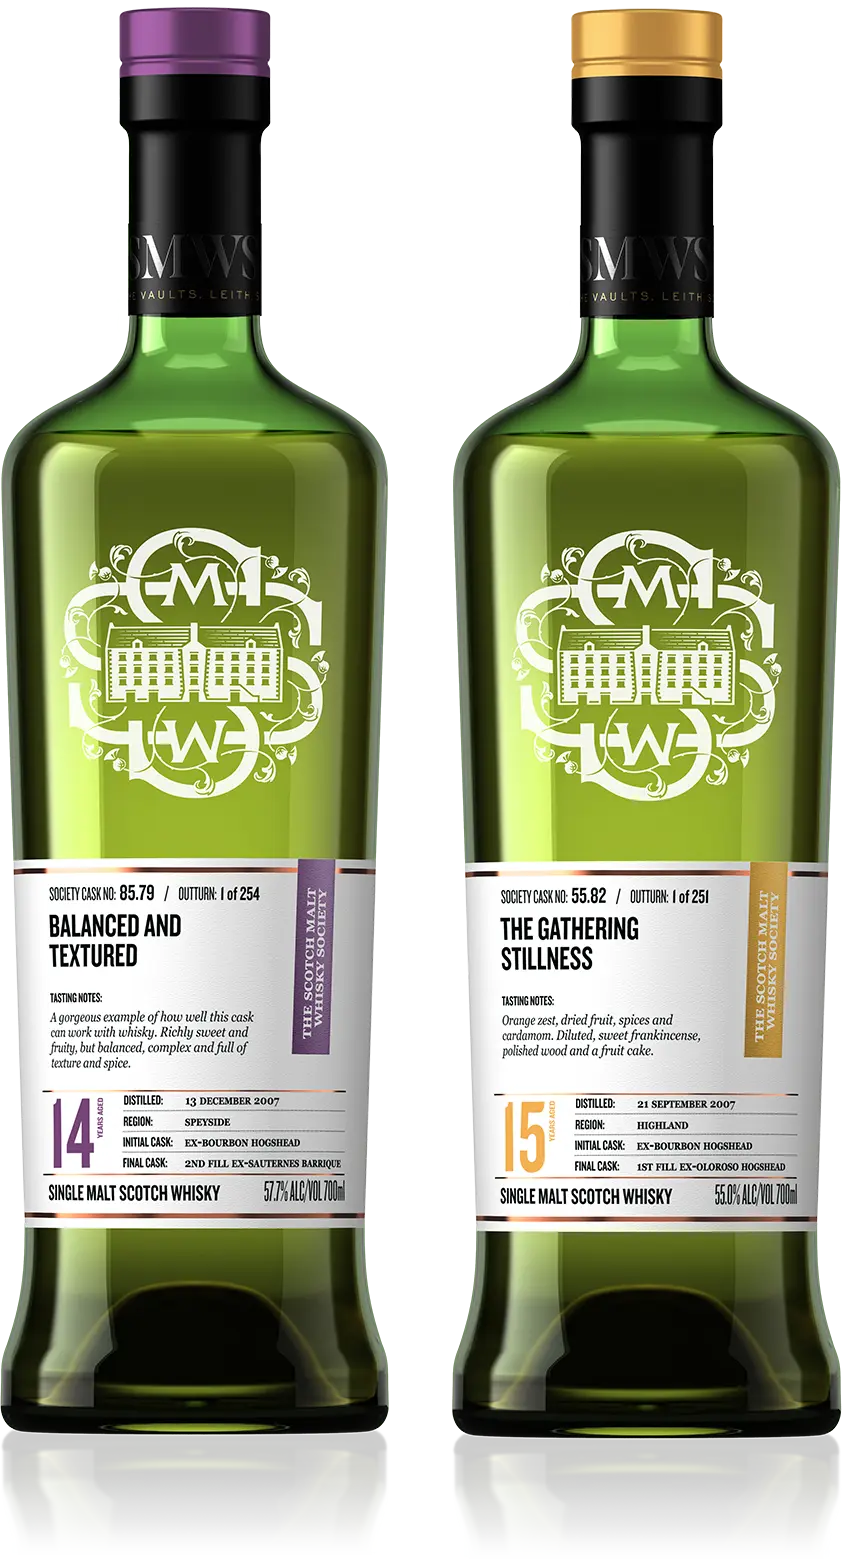 SMWS
VAULTS. LEITH
M
W
SOCIETY CASK NO: 85.79 / OUTTURN: 1 of 254
BALANCED AND
TEXTURED
THE SCOTCH MALT
WHISKY SOCIETY
TASTING NOTES:
A gorgeous example of how well this cask
can work with whisky. Richly sweet and
fruity, but balanced, complex and full of
texture and spice.
14
YEARS AGED
DISTILLED: 13 DECEMBER 2007
REGION: SPEYSIDE
INITIAL CASK: EX-BOURBON HOGSHEAD
FINAL CASK: 2ND FILL EX-SAUTERNES BARRIQUE
SINGLE MALT SCOTCH WHISKY 57.7% ALC/VOL 700ml
SMWS
VAULTS. LEITH
M
W
SOCIETY CASK NO: 55.82 / OUTTURN: 1 of 251
THE GATHERING
STILLNESS
THE SCOTCH MALT
WHISKY SOCIETY
TASTING NOTES:
Orange zest, dried fruit, spices and
cardamom. Diluted, sweet frankincense,
polished wood and a fruit cake.
15
YEARS AGED
DISTILLED: 21 SEPTEMBER 2007
REGION: HIGHLAND
INITIAL CASK: EX-BOURBON HOGSHEAD
FINAL CASK: 1ST FILL EX-OLOROSO HOGSHEAD
SINGLE MALT SCOTCH WHISKY 55.0% ALC/VOL 700ml